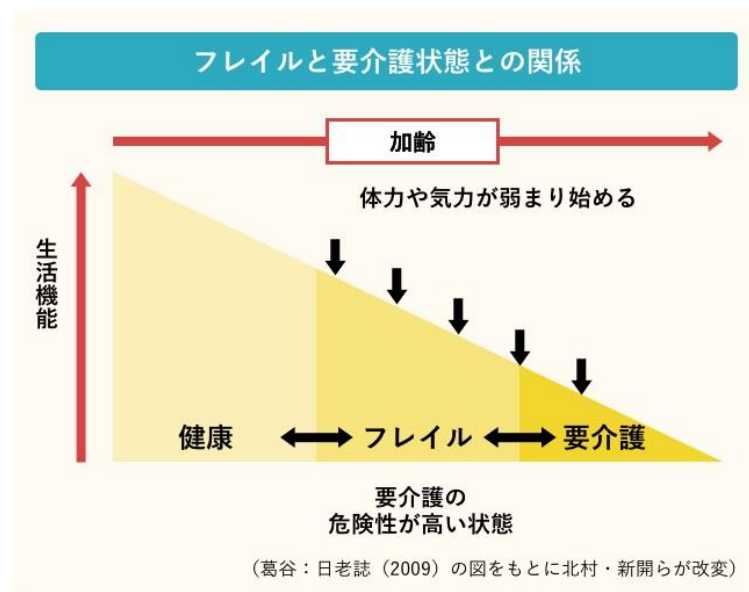 フレイルと要介護状態との関係
加齢
体力や気力が弱まり始める
生活機能
健康
フレイル
要介護
要介護の
危険性が高い状態
（葛谷：日老誌（2009）の図をもとに北村・新開らが改変）